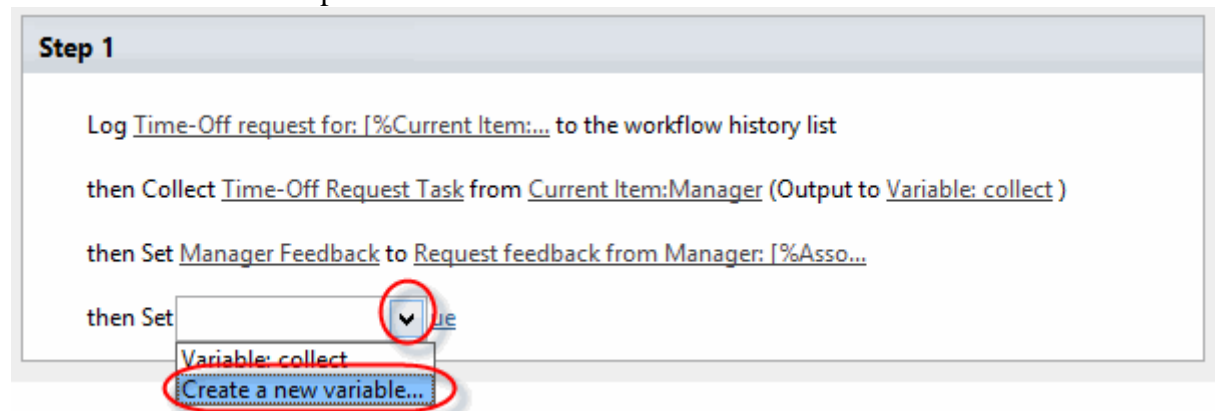 Step 1
Log Time-Off request for: [%Current Item:... to the workflow history list
then Collect Time-Off Request Task from Current Item:Manager (Output to Variable: collect )
then Set Manager Feedback to Request feedback from Manager: [%Asso...
then Set ue
Variable: collect
Create a new variable...